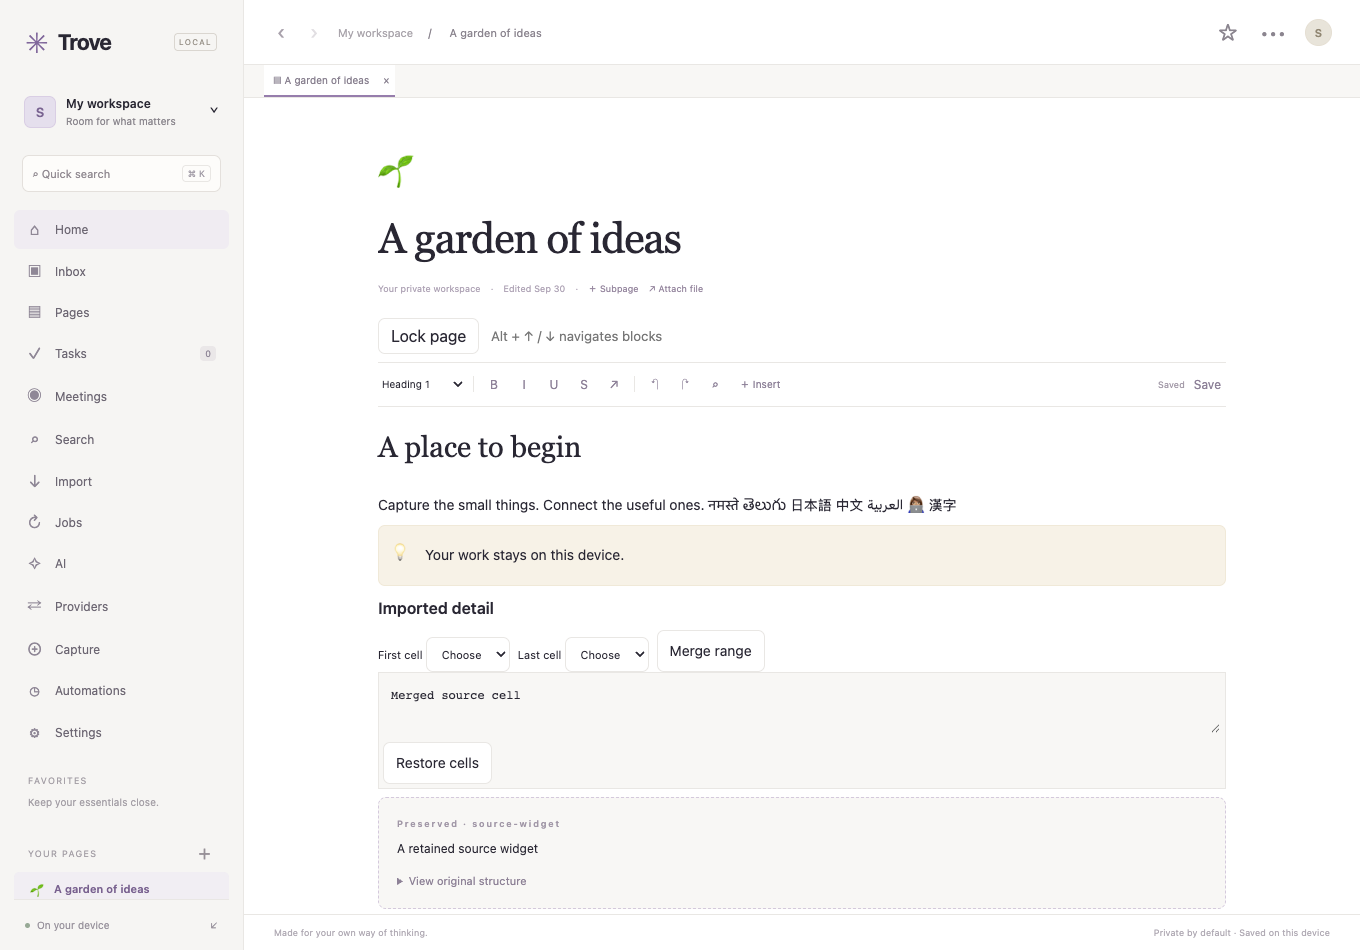 Trove
LOCAL
S
My workspace
Room for what matters
Quick search
⌘ K
Home
Inbox
Pages
Tasks
0
Meetings
Search
Import
Jobs
AI
Providers
Capture
Automations
Settings
FAVORITES
Keep your essentials close.
YOUR PAGES
A garden of ideas
On your device
My workspace / A garden of ideas
S
A garden of ideas ×
A garden of ideas
Your private workspace · Edited Sep 30 · + Subpage ↗ Attach file
Lock page
Alt + ↑ / ↓ navigates blocks
Heading 1
B I U S ↗
+ Insert
Saved Save
A place to begin
Capture the small things. Connect the useful ones. नमस्ते తెలుగు 日本語 中文 العربية 👩🏽‍💻 漢字
Your work stays on this device.
Imported detail
First cell Choose Last cell Choose Merge range
Merged source cell
Restore cells
Preserved · source-widget
A retained source widget
View original structure
Made for your own way of thinking.
Private by default · Saved on this device